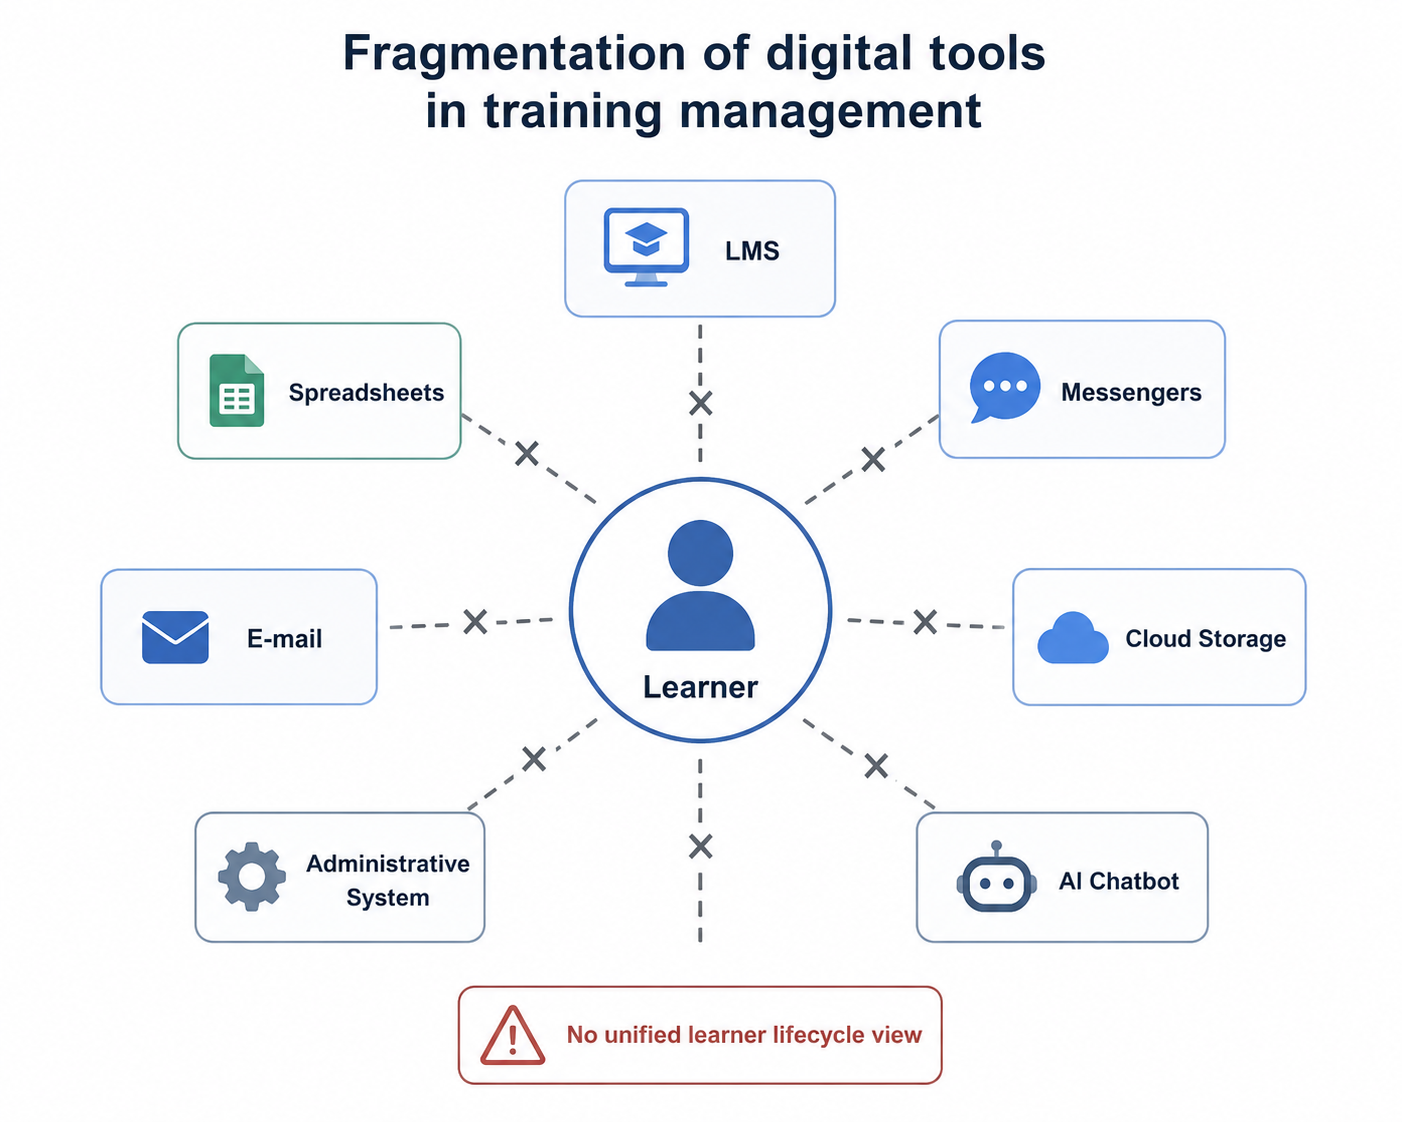 Fragmentation of digital tools
in training management
LMS
Spreadsheets
Messengers
E-mail
Learner
Cloud Storage
Administrative
System
AI Chatbot
No unified learner lifecycle view